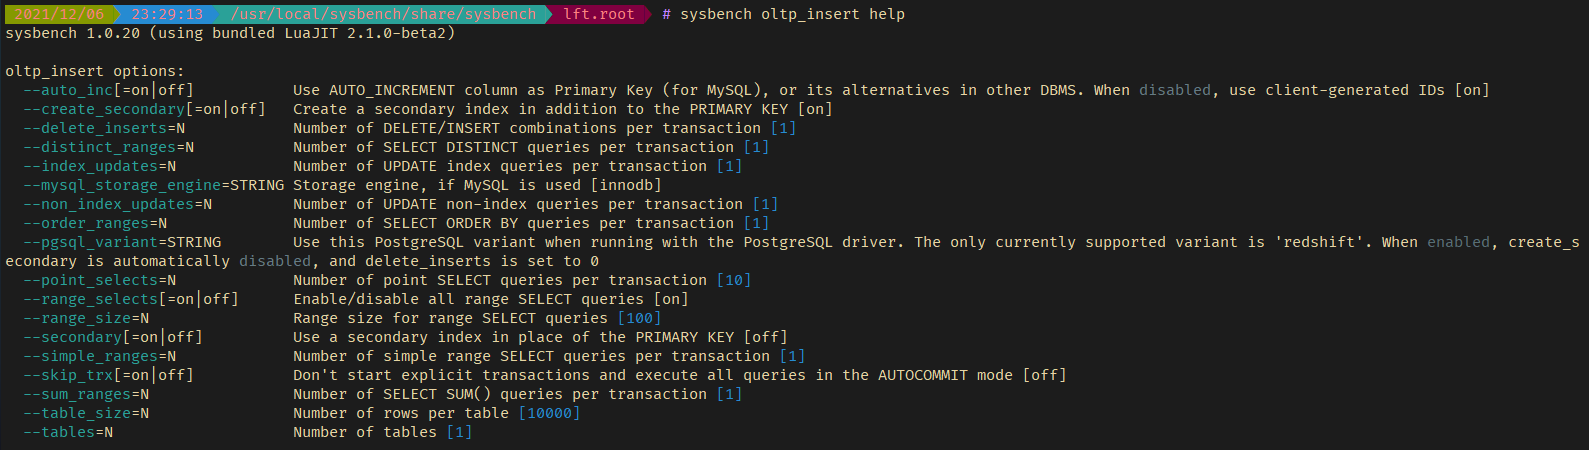 2021/12/06 23:29:13 /usr/local/sysbench/share/sysbench lft.root # sysbench oltp_insert help
sysbench 1.0.20 (using bundled LuaJIT 2.1.0-beta2)
oltp_insert options:
--auto_inc[=on|off] Use AUTO_INCREMENT column as Primary Key (for MySQL), or its alternatives in other DBMS. When disabled, use client-generated IDs [on]
--create_secondary[=on|off] Create a secondary index in addition to the PRIMARY KEY [on]
--delete_inserts=N Number of DELETE/INSERT combinations per transaction [1]
--distinct_ranges=N Number of SELECT DISTINCT queries per transaction [1]
--index_updates=N Number of UPDATE index queries per transaction [1]
--mysql_storage_engine=STRING Storage engine, if MySQL is used [innodb]
--non_index_updates=N Number of UPDATE non-index queries per transaction [1]
--order_ranges=N Number of SELECT ORDER BY queries per transaction [1]
--pgsql_variant=STRING Use this PostgreSQL variant when running with the PostgreSQL driver. The only currently supported variant is 'redshift'. When enabled, create_s
econdary is automatically disabled, and delete_inserts is set to 0
--point_selects=N Number of point SELECT queries per transaction [10]
--range_selects[=on|off] Enable/disable all range SELECT queries [on]
--range_size=N Range size for range SELECT queries [100]
--secondary[=on|off] Use a secondary index in place of the PRIMARY KEY [off]
--simple_ranges=N Number of simple range SELECT queries per transaction [1]
--skip_trx[=on|off] Don't start explicit transactions and execute all queries in the AUTOCOMMIT mode [off]
--sum_ranges=N Number of SELECT SUM() queries per transaction [1]
--table_size=N Number of rows per table [10000]
--tables=N Number of tables [1]